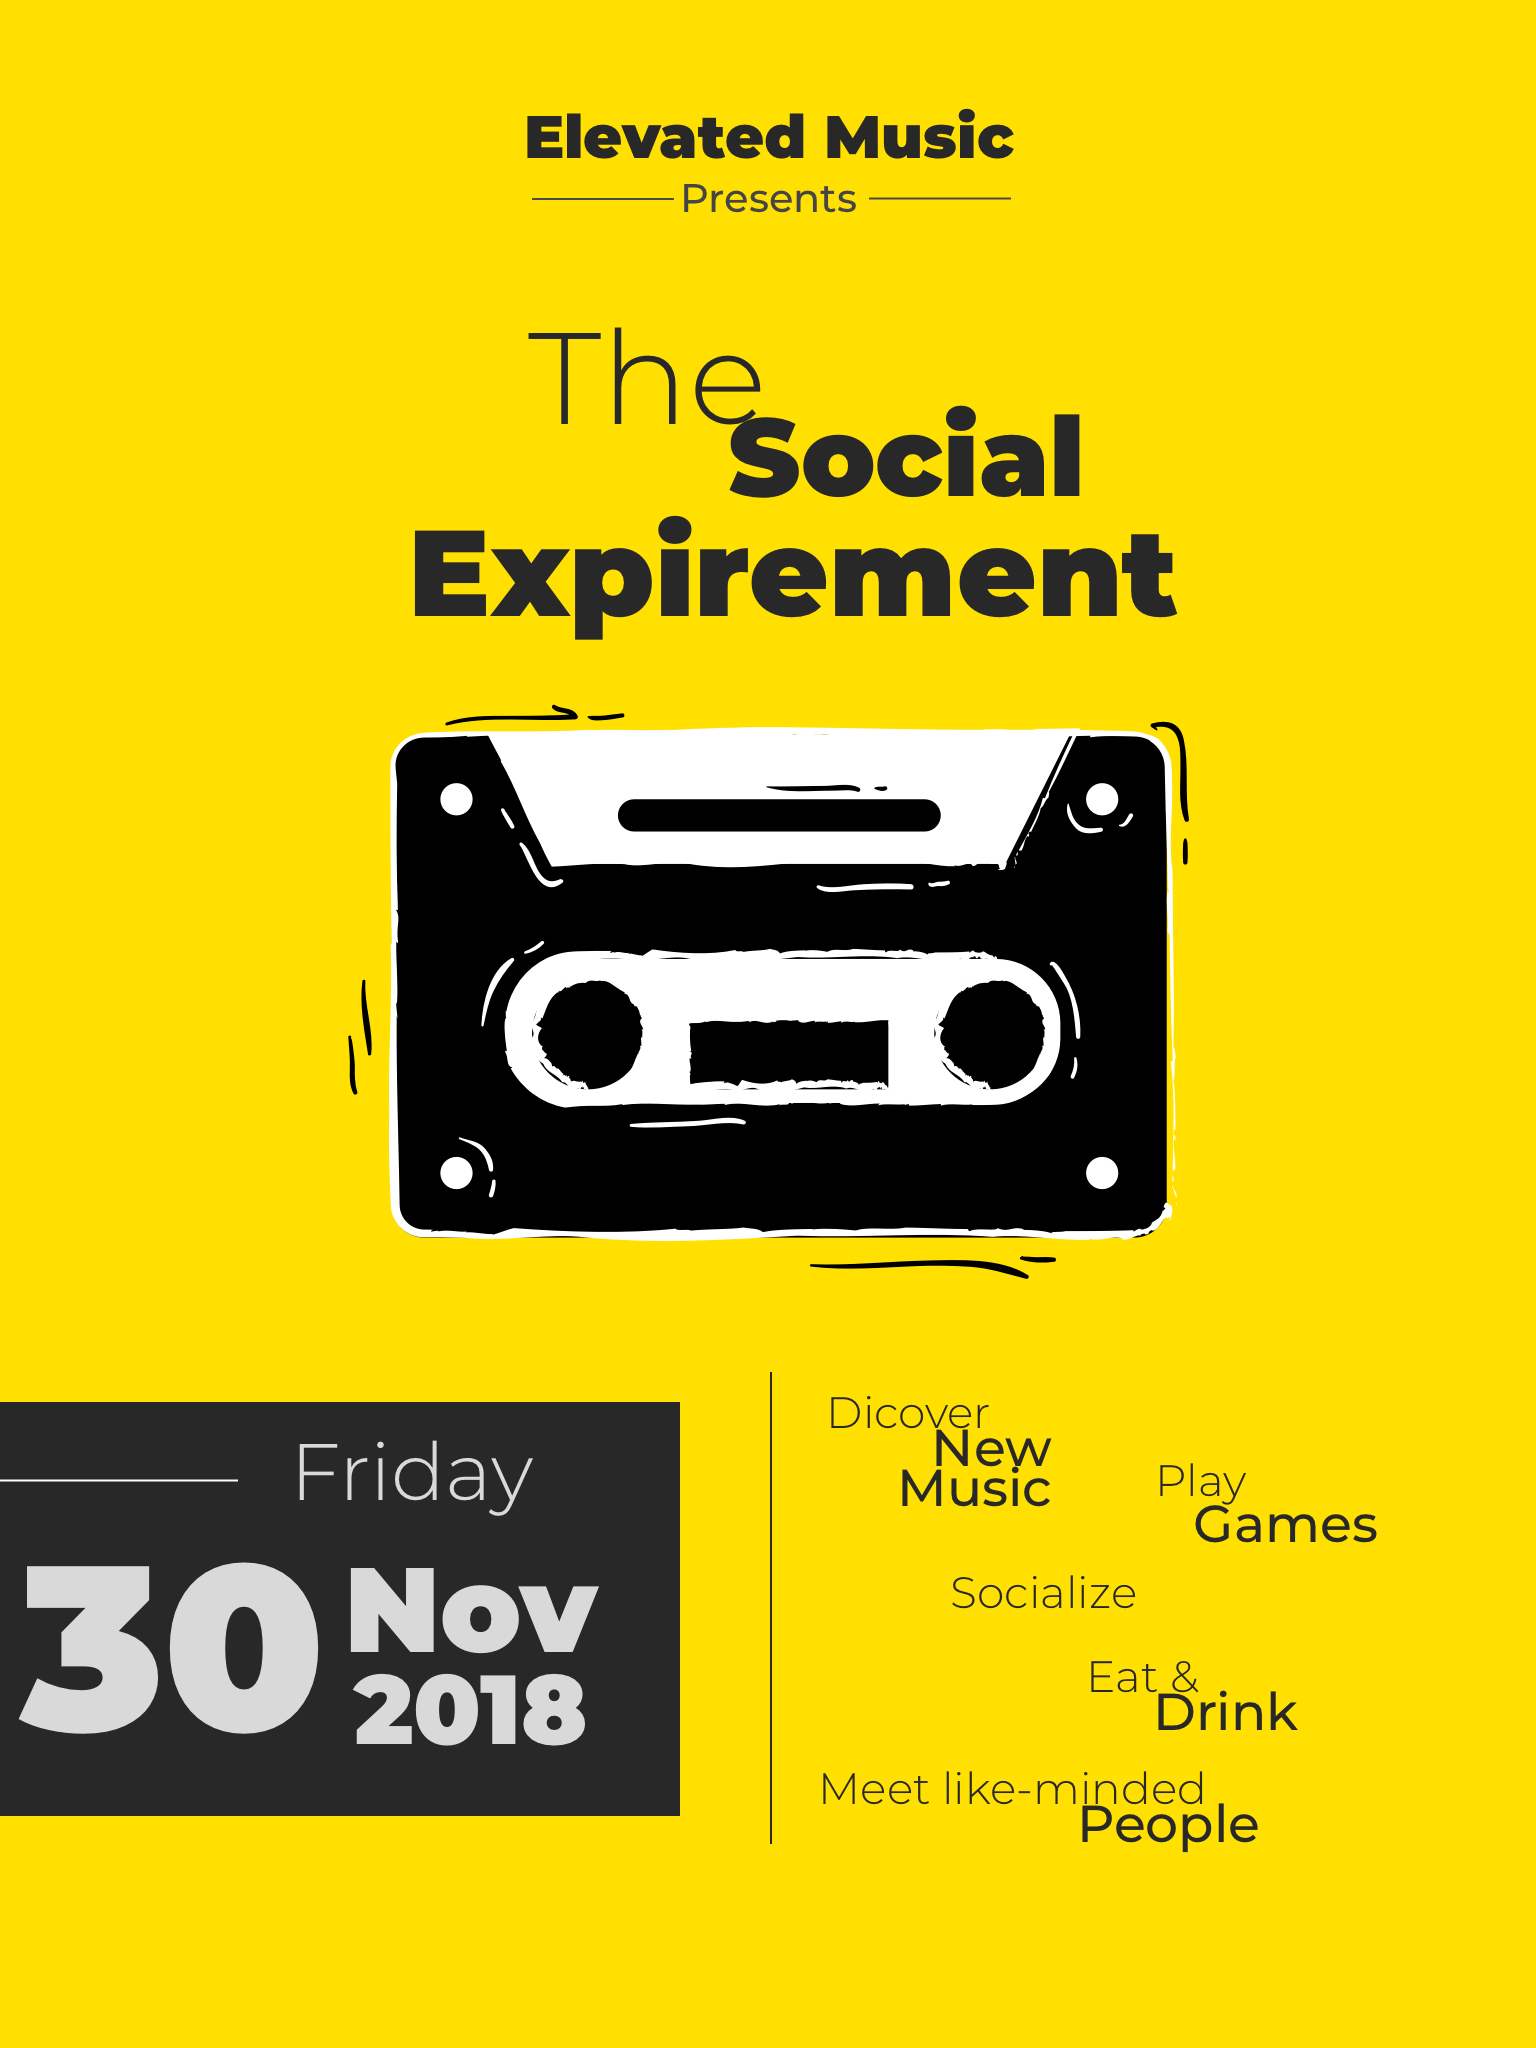 Elevated Music
Presents
The
Social
Expirement
Friday
30 Nov
2018
Dicover
New
Music
Play
Games
Socialize
Eat &
Drink
Meet like-minded
People